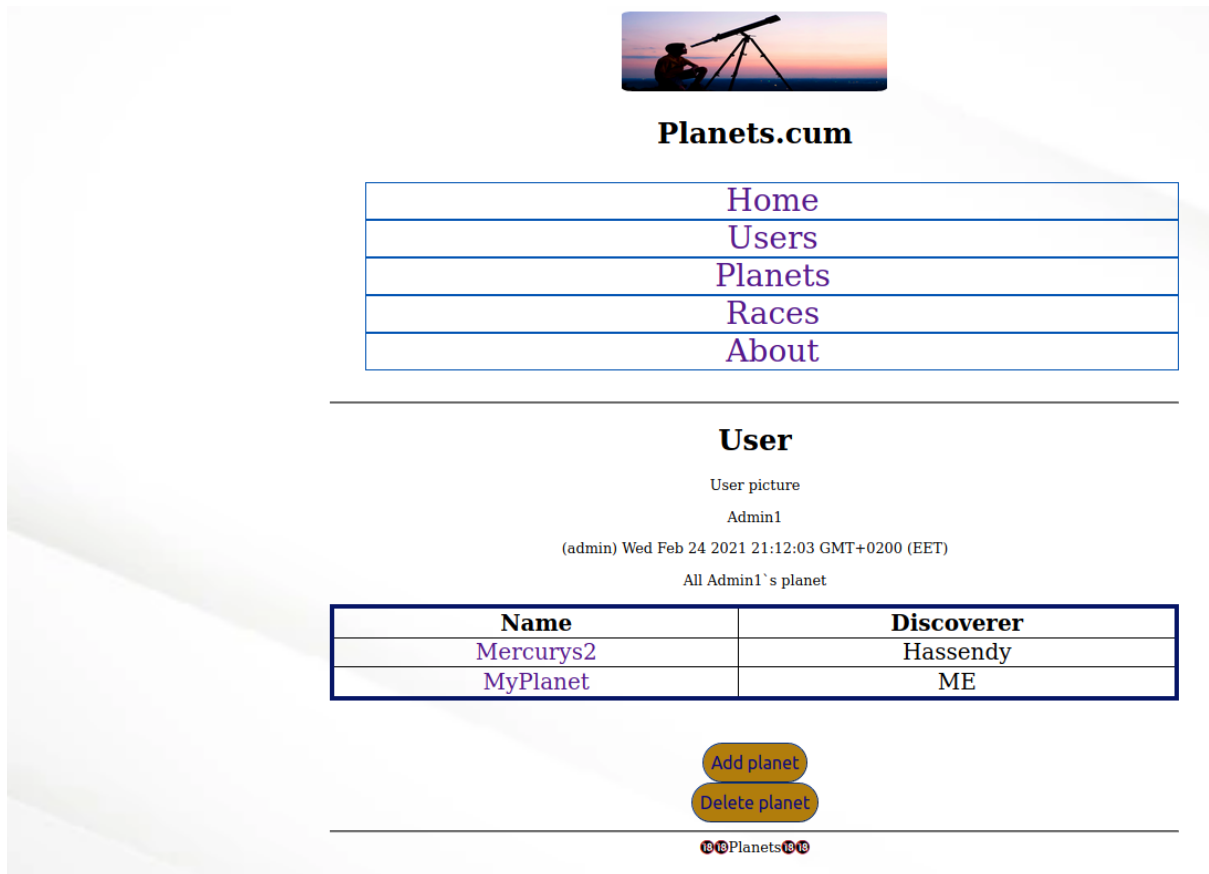 Planets.cum
Home
Users
Planets
Races
About
User
User picture
Admin1
(admin) Wed Feb 24 2021 21:12:03 GMT+0200 (EET)
All Admin1`s planet
Name Discoverer
Mercurys2 Hassendy
MyPlanet ME
Add planet
Delete planet
🔞🔞Planets🔞🔞